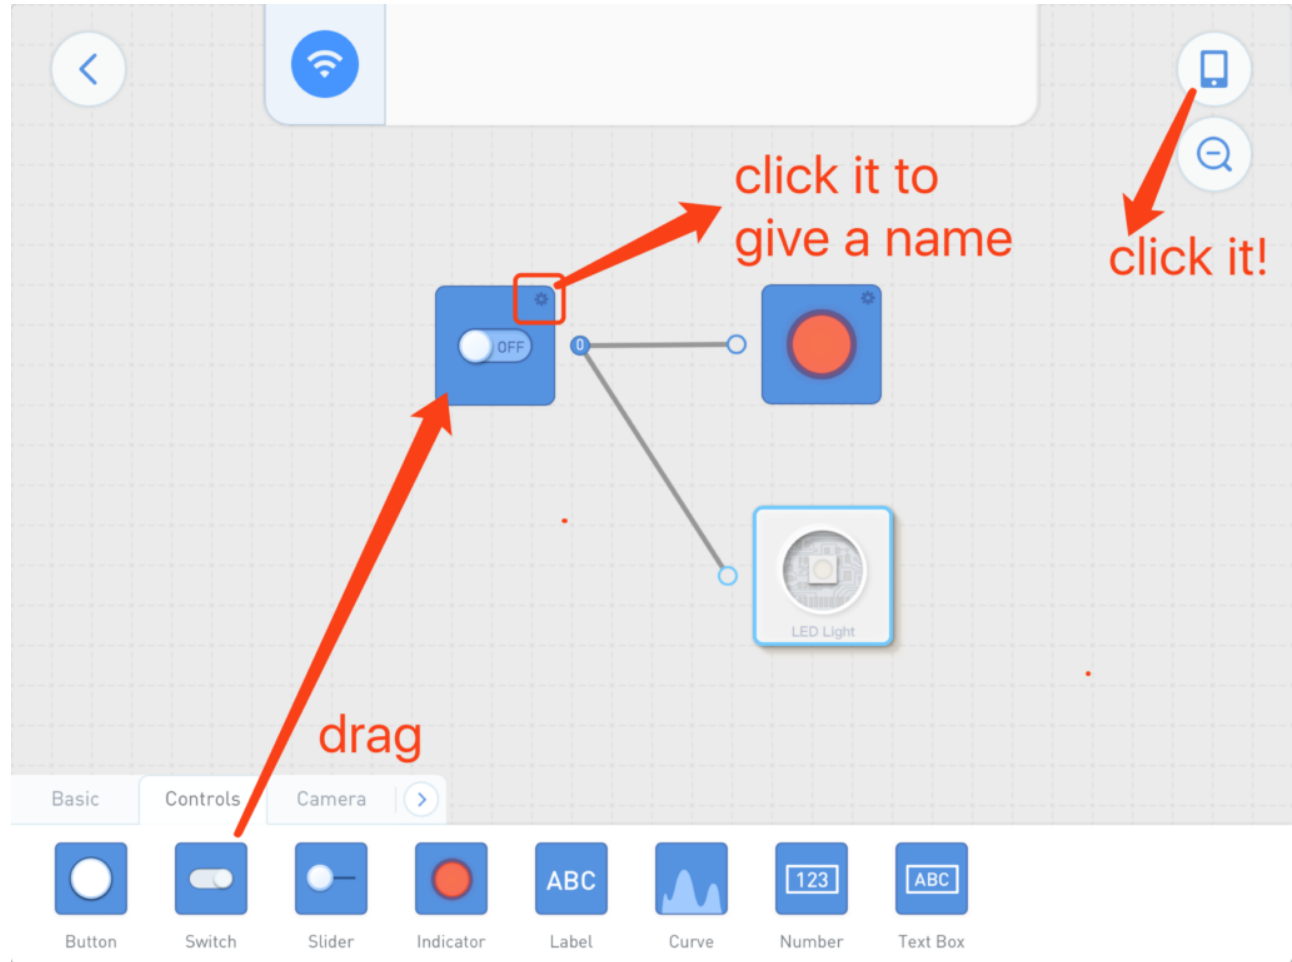 click it to
give a name
click it!
OFF
0
LED Light
drag
Basic
Controls
Camera
ABC
123
ABC
Button
Switch
Slider
Indicator
Label
Curve
Number
Text Box